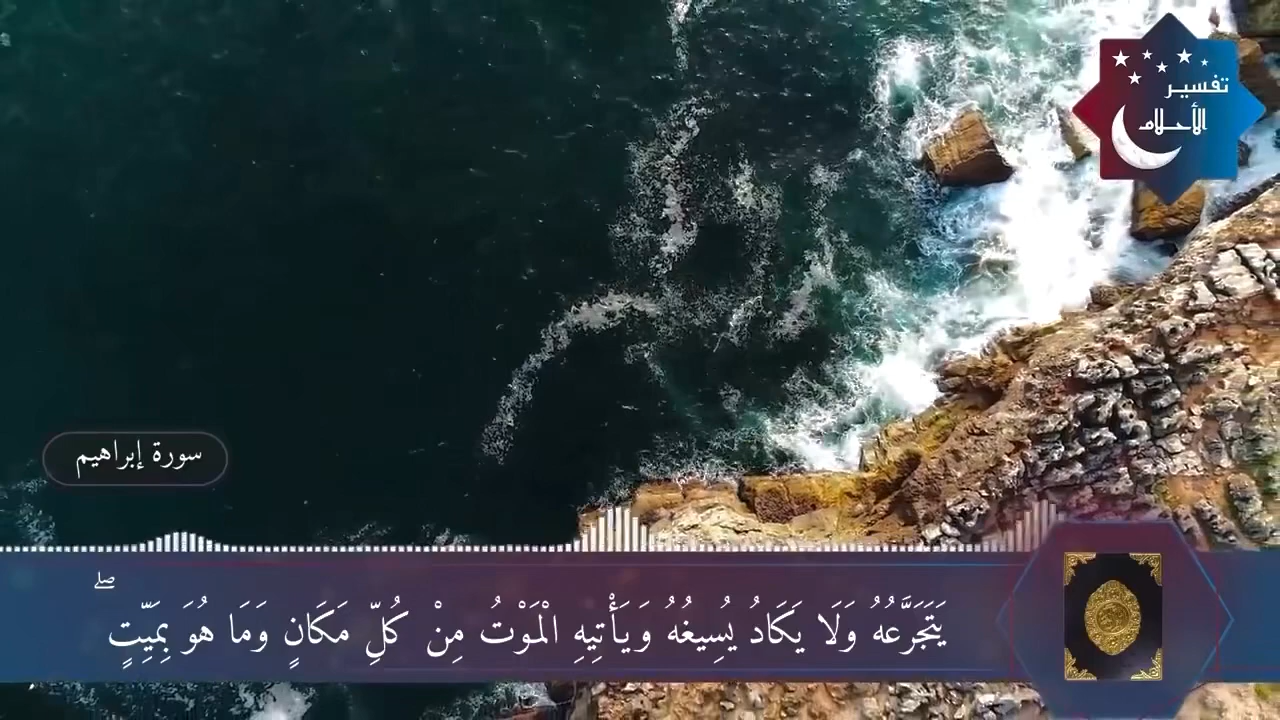 تفسير
الأحلام
سورة إبراهيم
يَتَجَرَّعُهُ وَلَا يَكَادُ يُسِيغُهُ وَيَأْتِيهِ الْمَوْتُ مِنْ كُلِّ مَكَانٍ وَمَا هُوَ بِمَيِّتٍ ۖ